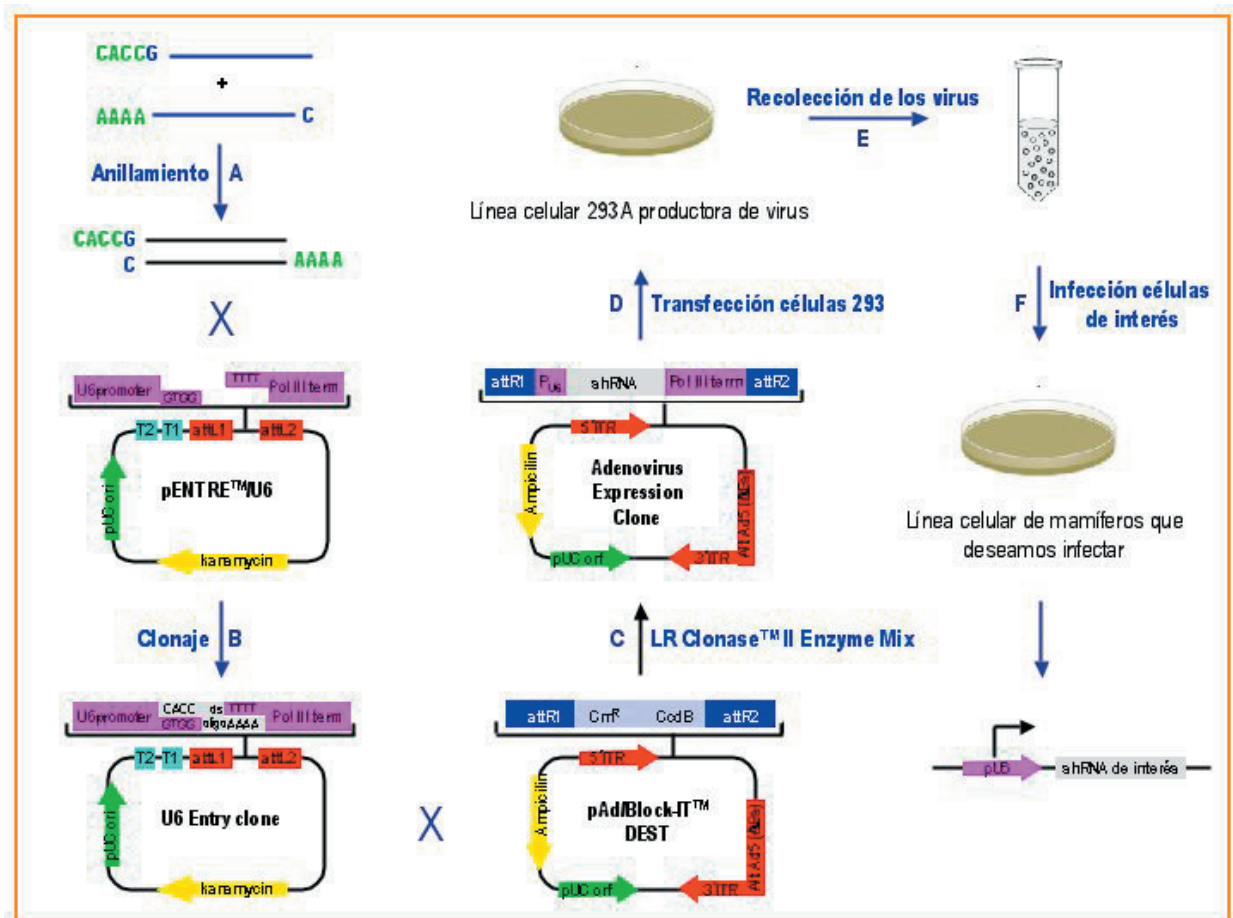 CACCG
+
AAAA C
Anillamiento A
CACCG
C AAAA
X
U6promoter GTGG TTTT Pol III term
T2 T1 attL1 attL2
pUC ori
pENTRE™/U6
karamycin
Clonaje B
U6promoter CACC ds TTTT Pol III term
GTGG oligo AAAA
T2 T1 attL1 attL2
pUC ori
U6 Entry clone
karamycin
X
Línea celular 293A productora de virus
D Transfección células 293
attR1 PU6 shRNA Pol III term attR2
5'ITR
Ampicilin
Adenovirus
Expression
Clone
pUC orf
3'ITR
C LR Clonase™ II Enzyme Mix
attR1 CmR CcdB attR2
5'ITR
Ampicilin
pAd/Block-IT™
DEST
pUC orf
3'ITR
Recolección de los virus
E
F Infección células
de interés
Línea celular de mamíferos que
deseamos infectar
pU6 shRNA de interés